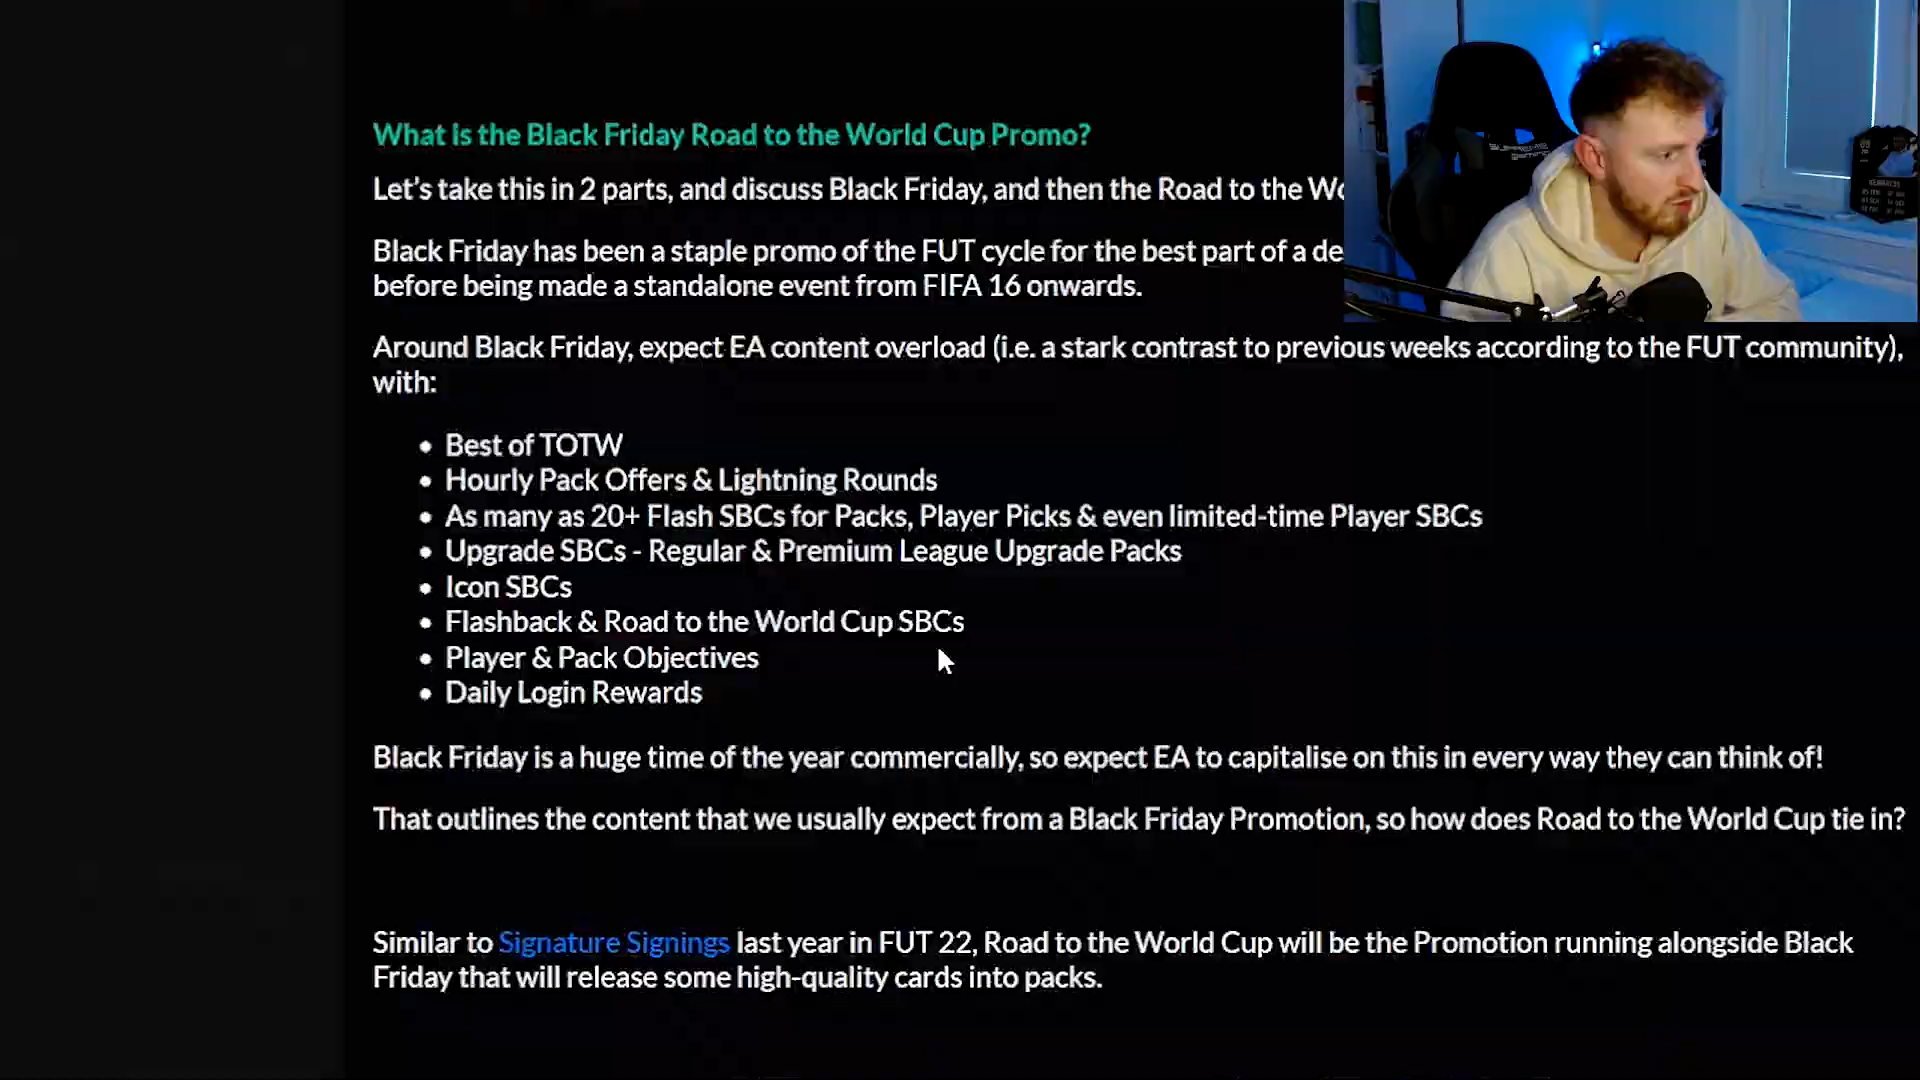 What is the Black Friday Road to the World Cup Promo?
Let's take this in 2 parts, and discuss Black Friday, and then the Road to the
Black Friday has been a staple promo of the FUT cycle for the best part of a
before being made a standalone event from FIFA 16 onwards.
Around Black Friday, expect EA content overload (i.e. a stark contrast to previous weeks according to the FUT community),
with:
• Best of TOTW
• Hourly Pack Offers & Lightning Rounds
• As many as 20+ Flash SBCs for Packs, Player Picks & even limited-time Player SBCs
• Upgrade SBCs - Regular & Premium League Upgrade Packs
• Icon SBCs
• Flashback & Road to the World Cup SBCs
• Player & Pack Objectives
• Daily Login Rewards
Black Friday is a huge time of the year commercially, so expect EA to capitalise on this in every way they can think of!
That outlines the content that we usually expect from a Black Friday Promotion, so how does Road to the World Cup tie in?
Similar to Signature Signings last year in FUT 22, Road to the World Cup will be the Promotion running alongside Black
Friday that will release some high-quality cards into packs.